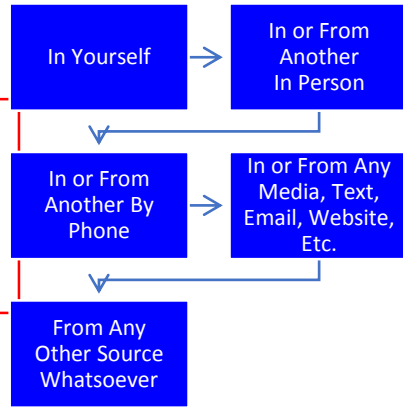 In Yourself
In or From
Another
In Person
In or From
Another By
Phone
In or From Any
Media, Text,
Email, Website,
Etc.
From Any
Other Source
Whatsoever